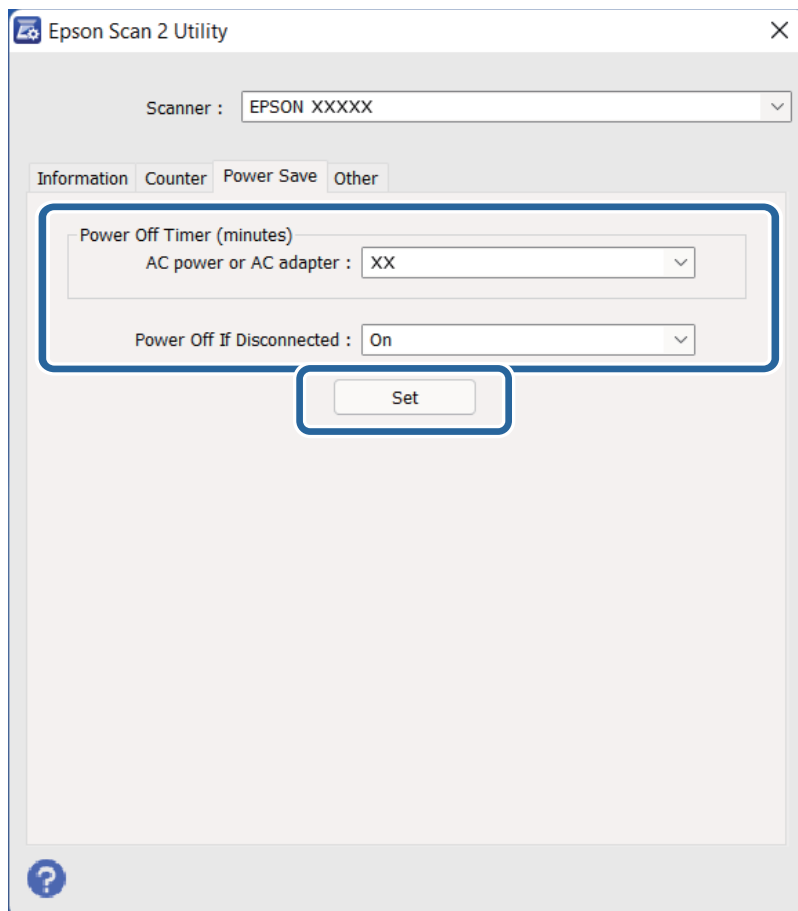 Epson Scan 2 Utility
Scanner : EPSON XXXXX
Information Counter Power Save Other
Power Off Timer (minutes)
AC power or AC adapter : XX
Power Off If Disconnected : On
Set
?